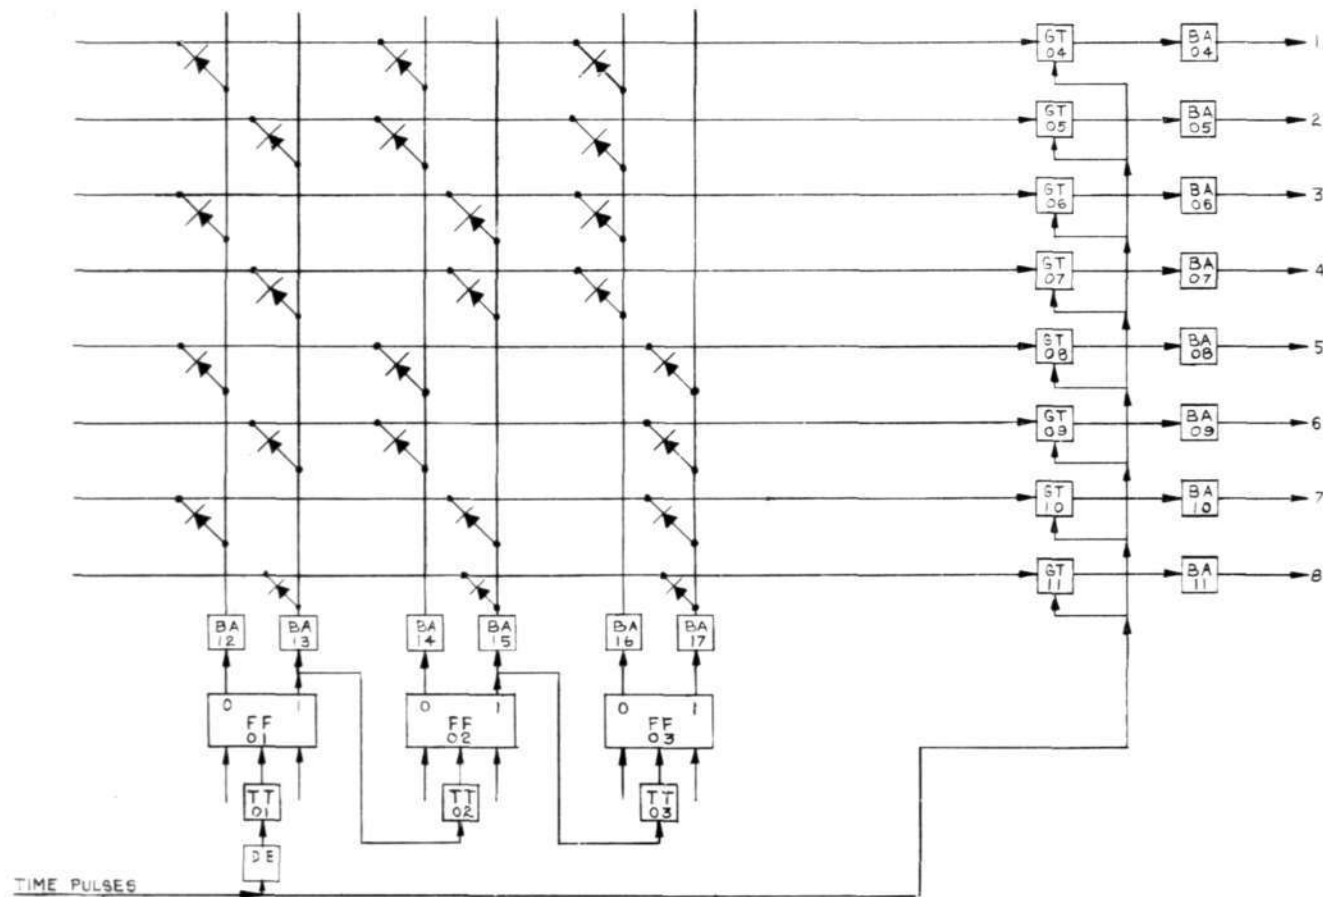 GT 04 BA 04 1
GT 05 BA 05 2
GT 06 BA 06 3
GT 07 BA 07 4
GT 08 BA 08 5
GT 09 BA 09 6
GT 10 BA 10 7
GT 11 BA 11 8
BA 12 BA 13 BA 14 BA 15 BA 16 BA 17
0 1 0 1 0 1
FF 01 FF 02 FF 03
TT 01 TT 02 TT 03
DE
TIME PULSES